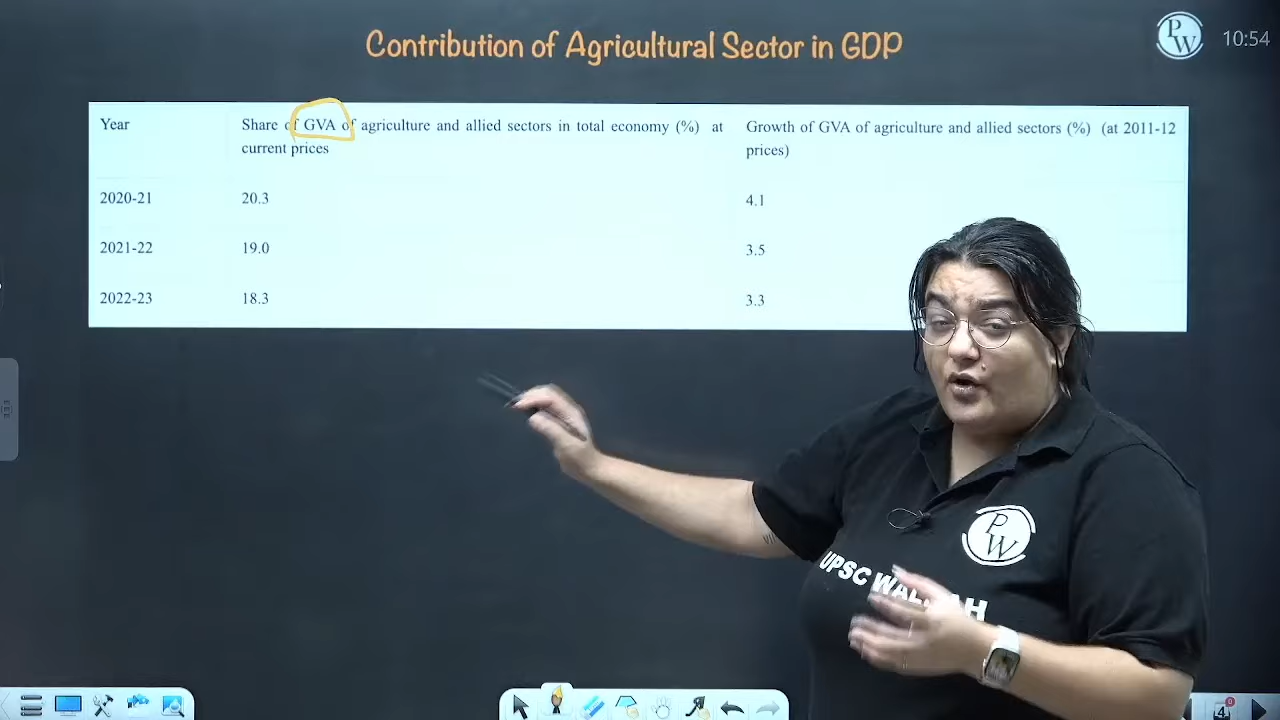 Contribution of Agricultural Sector in GDP
PW
10:54
Year
Share of GVA of agriculture and allied sectors in total economy (%) at
current prices
Growth of GVA of agriculture and allied sectors (%) (at 2011-12
prices)
2020-21
20.3
4.1
2021-22
19.0
3.5
2022-23
18.3
3.3
PW
UPSC
4